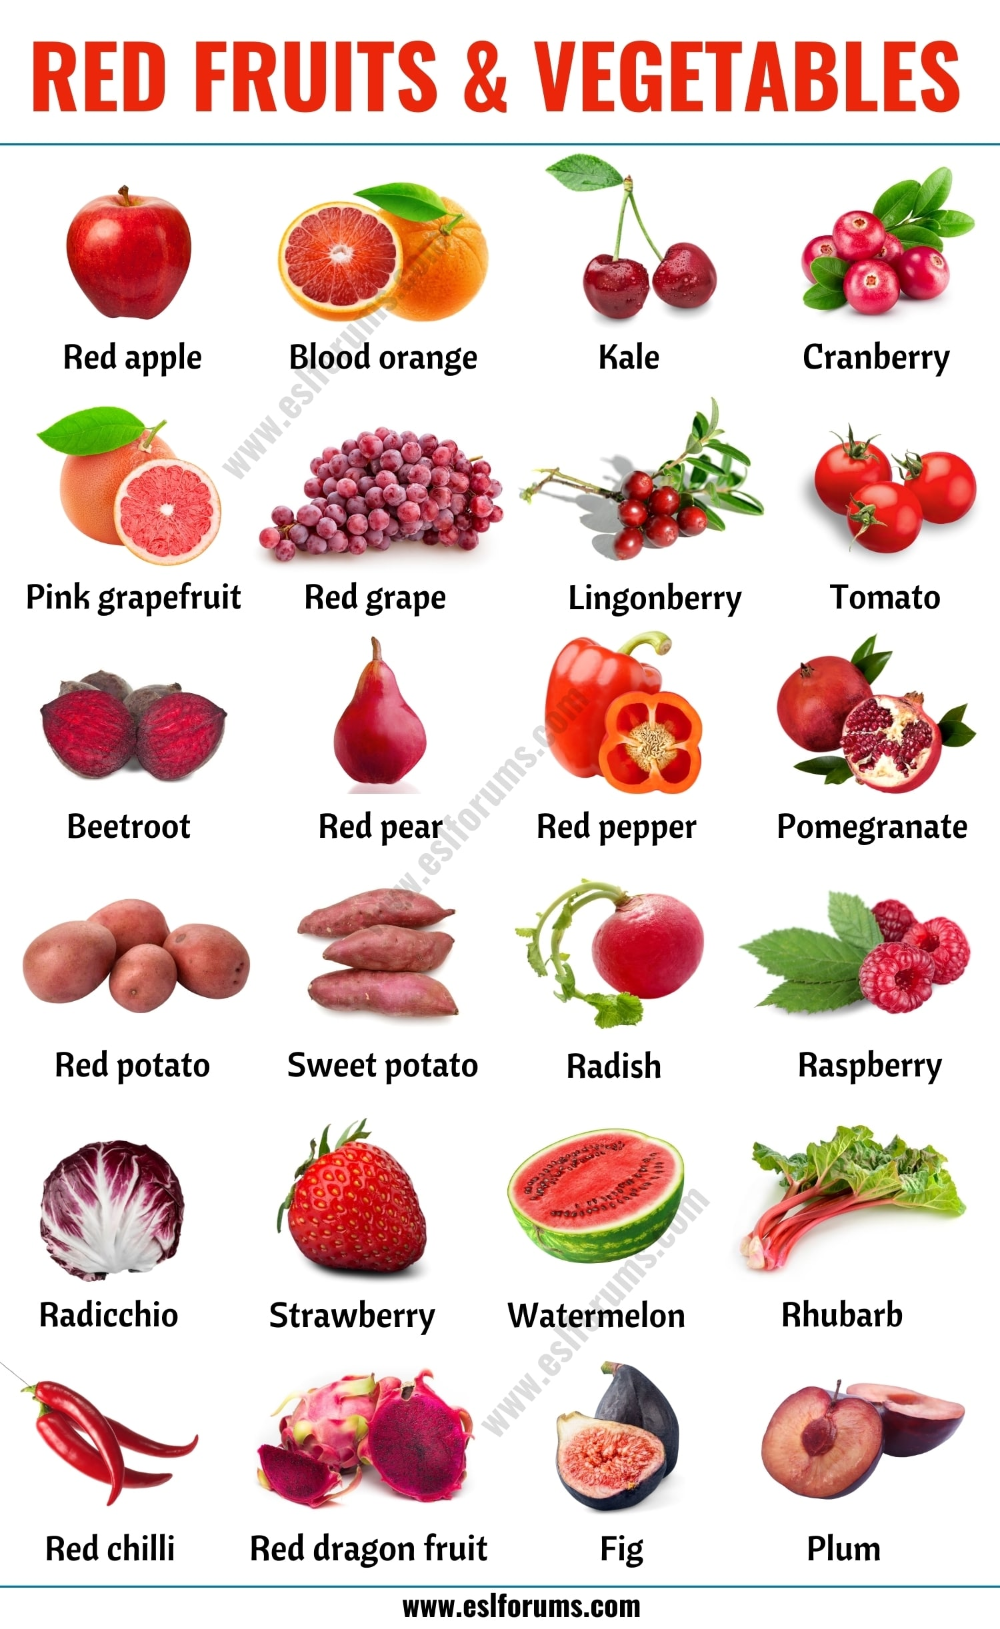 RED FRUITS & VEGETABLES
Red apple
Blood orange
Kale
Cranberry
www.eslforums.com
Pink grapefruit
Red grape
Lingonberry
Tomato
Beetroot
Red pear
Red pepper
Pomegranate
www.eslforums.com
Red potato
Sweet potato
Radish
Raspberry
Radicchio
Strawberry
Watermelon
Rhubarb
www.eslforums.com
Red chilli
Red dragon fruit
Fig
Plum
www.eslforums.com